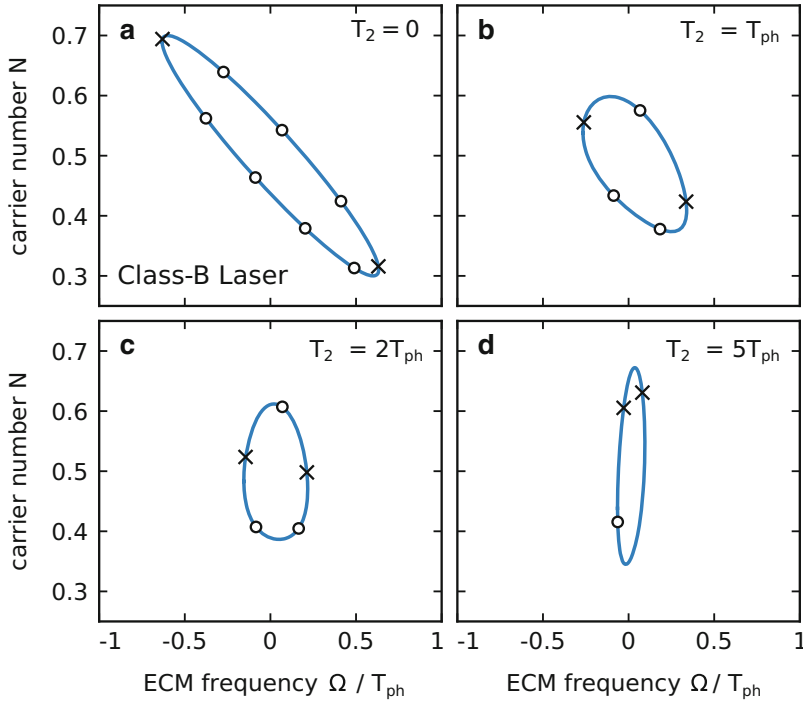 a
T₂ = 0
b
T₂ = Tₚₕ
carrier number N
0.7
0.6
0.5
0.4
0.3
Class-B Laser
c
T₂ = 2Tₚₕ
d
T₂ = 5Tₚₕ
carrier number N
0.7
0.6
0.5
0.4
0.3
-1 -0.5 0 0.5 1
-1 -0.5 0 0.5 1
ECM frequency Ω / Tₚₕ
ECM frequency Ω / Tₚₕ